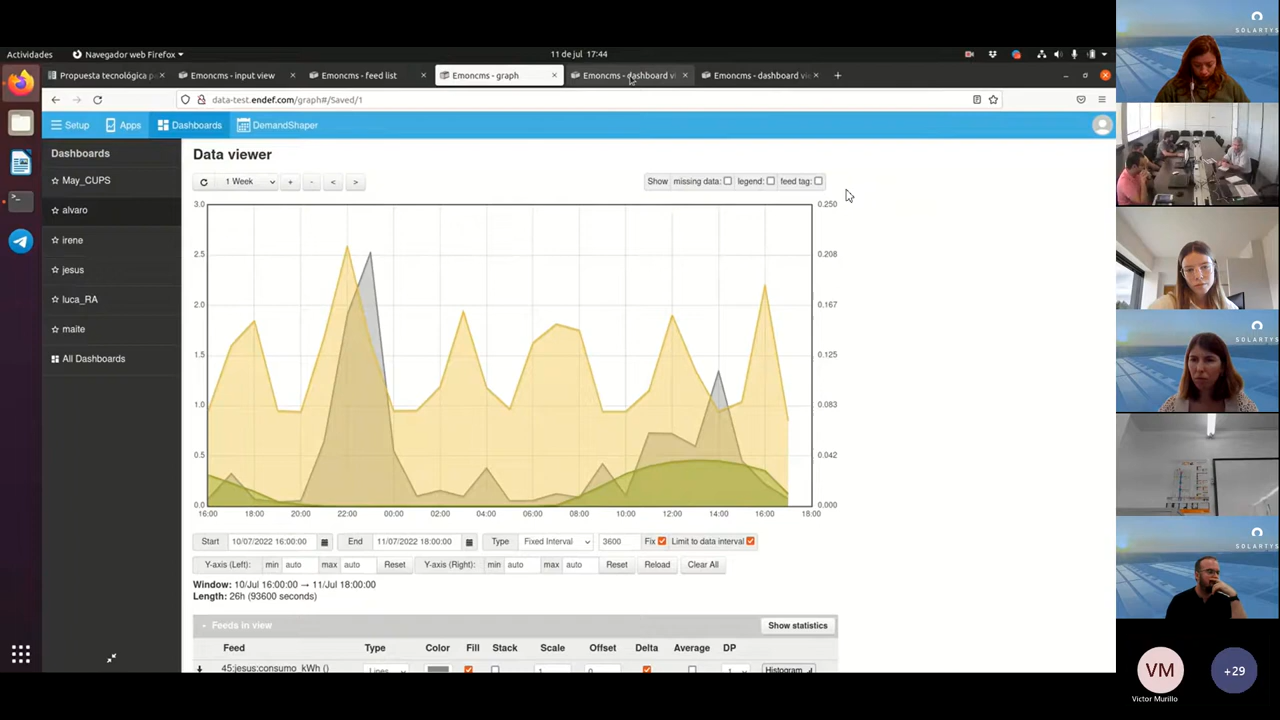 Actividades
Navegador web Firefox
11 de jul 17:44
Propuesta tecnológica p
Emoncms - input view
Emoncms - feed list
Emoncms - graph
Emoncms - dashboard vi
Emoncms - dashboard vi
data-test.endef.com/graph#/Saved/1
Setup
Apps
Dashboards
DemandShaper
Dashboards
May_CUPS
alvaro
irene
jesus
luca_RA
maite
All Dashboards
Data viewer
1 Week + - < >
Show missing data: legend: feed tag:
3.0 0.250
2.5 0.208
2.0 0.167
1.5 0.125
1.0 0.083
0.5 0.042
0.0 0.000
16:00 18:00 20:00 22:00 00:00 02:00 04:00 06:00 08:00 10:00 12:00 14:00 16:00 18:00
Start 10/07/2022 16:00:00 End 11/07/2022 18:00:00 Type Fixed Interval 3600 Fix Limit to data interval
Y-axis (Left): min auto max auto Reset Y-axis (Right): min auto max auto Reset Reload Clear All
Window: 10/Jul 16:00:00 → 11/Jul 18:00:00
Length: 26h (93600 seconds)
Feeds in view Show statistics
Feed Type Color Fill Stack Scale Offset Delta Average DP
45:jesus:consumo_kWh () Lines 1 0 1 Histogram
SOLARTYS
SOLARTYS
SOLARTYS
VM
Victor Murillo
+29